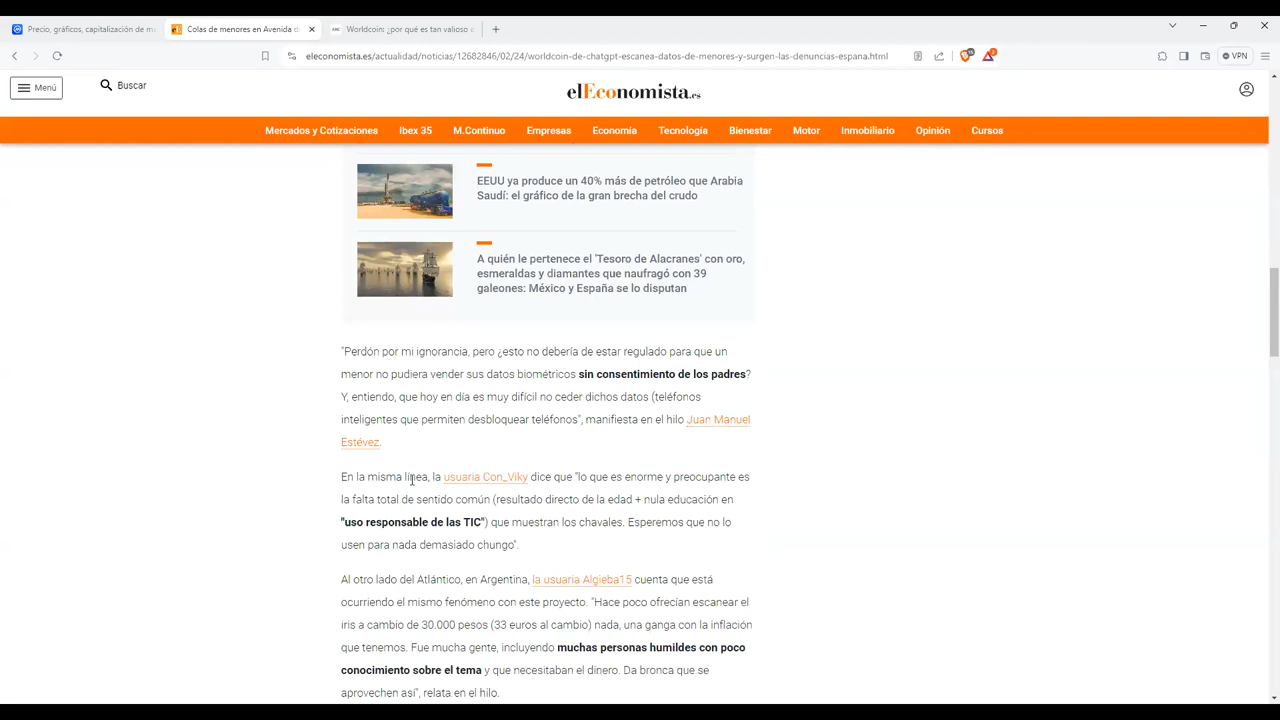 Precio, gráficos, capitalización de m
Colas de menores en Avenida d
Worldcoin: ¿por qué es tan valioso c
eleconomista.es/actualidad/noticias/12682846/02/24/worldcoin-de-chatgpt-escanea-datos-de-menores-y-surgen-las-denuncias-espana.html
VPN
Menú
Buscar
elEconomista.es
Mercados y Cotizaciones Ibex 35 M.Continuo Empresas Economía Tecnología Bienestar Motor Inmobiliario Opinión Cursos
EEUU ya produce un 40% más de petróleo que Arabia
Saudí: el gráfico de la gran brecha del crudo
A quién le pertenece el 'Tesoro de Alacranes' con oro,
esmeraldas y diamantes que naufragó con 39
galeones: México y España se lo disputan
"Perdón por mi ignorancia, pero ¿esto no debería de estar regulado para que un
menor no pudiera vender sus datos biométricos sin consentimiento de los padres?
Y, entiendo, que hoy en día es muy difícil no ceder dichos datos (teléfonos
inteligentes que permiten desbloquear teléfonos", manifiesta en el hilo Juan Manuel
Estévez.
En la misma línea, la usuaria Con_Viky dice que "lo que es enorme y preocupante es
la falta total de sentido común (resultado directo de la edad + nula educación en
"uso responsable de las TIC") que muestran los chavales. Esperemos que no lo
usen para nada demasiado chungo".
Al otro lado del Atlántico, en Argentina, la usuaria Algieba15 cuenta que está
ocurriendo el mismo fenómeno con este proyecto. "Hace poco ofrecían escanear el
iris a cambio de 30.000 pesos (33 euros al cambio) nada, una ganga con la inflación
que tenemos. Fue mucha gente, incluyendo muchas personas humildes con poco
conocimiento sobre el tema y que necesitaban el dinero. Da bronca que se
aprovechen así", relata en el hilo.